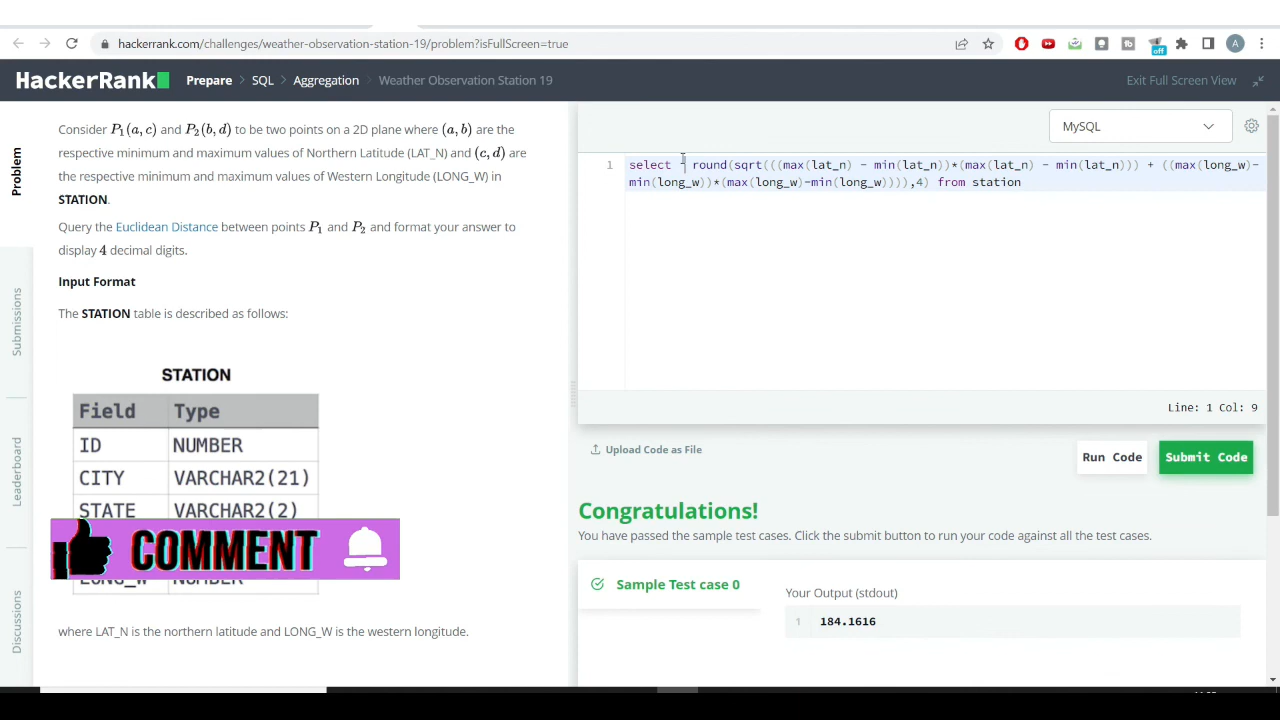 hackerrank.com/challenges/weather-observation-station-19/problem?isFullScreen=true
off
A
HackerRank
Prepare > SQL > Aggregation > Weather Observation Station 19
Exit Full Screen View
Problem
Submissions
Leaderboard
Discussions
Consider P1(a, c) and P2(b, d) to be two points on a 2D plane where (a, b) are the
respective minimum and maximum values of Northern Latitude (LAT_N) and (c, d) are
the respective minimum and maximum values of Western Longitude (LONG_W) in
STATION.
Query the Euclidean Distance between points P1 and P2 and format your answer to
display 4 decimal digits.
Input Format
The STATION table is described as follows:
STATION
Field Type
ID NUMBER
CITY VARCHAR2(21)
STATE VARCHAR2(2)
COMMENT
LONG_W NUMBER
where LAT_N is the northern latitude and LONG_W is the western longitude.
MySQL
1 select round(sqrt(((max(lat_n) - min(lat_n))*(max(lat_n) - min(lat_n))) + ((max(long_w)-
min(long_w))*(max(long_w)-min(long_w)))),4) from station
Line: 1 Col: 9
Upload Code as File
Run Code
Submit Code
Congratulations!
You have passed the sample test cases. Click the submit button to run your code against all the test cases.
Sample Test case 0
Your Output (stdout)
1 184.1616